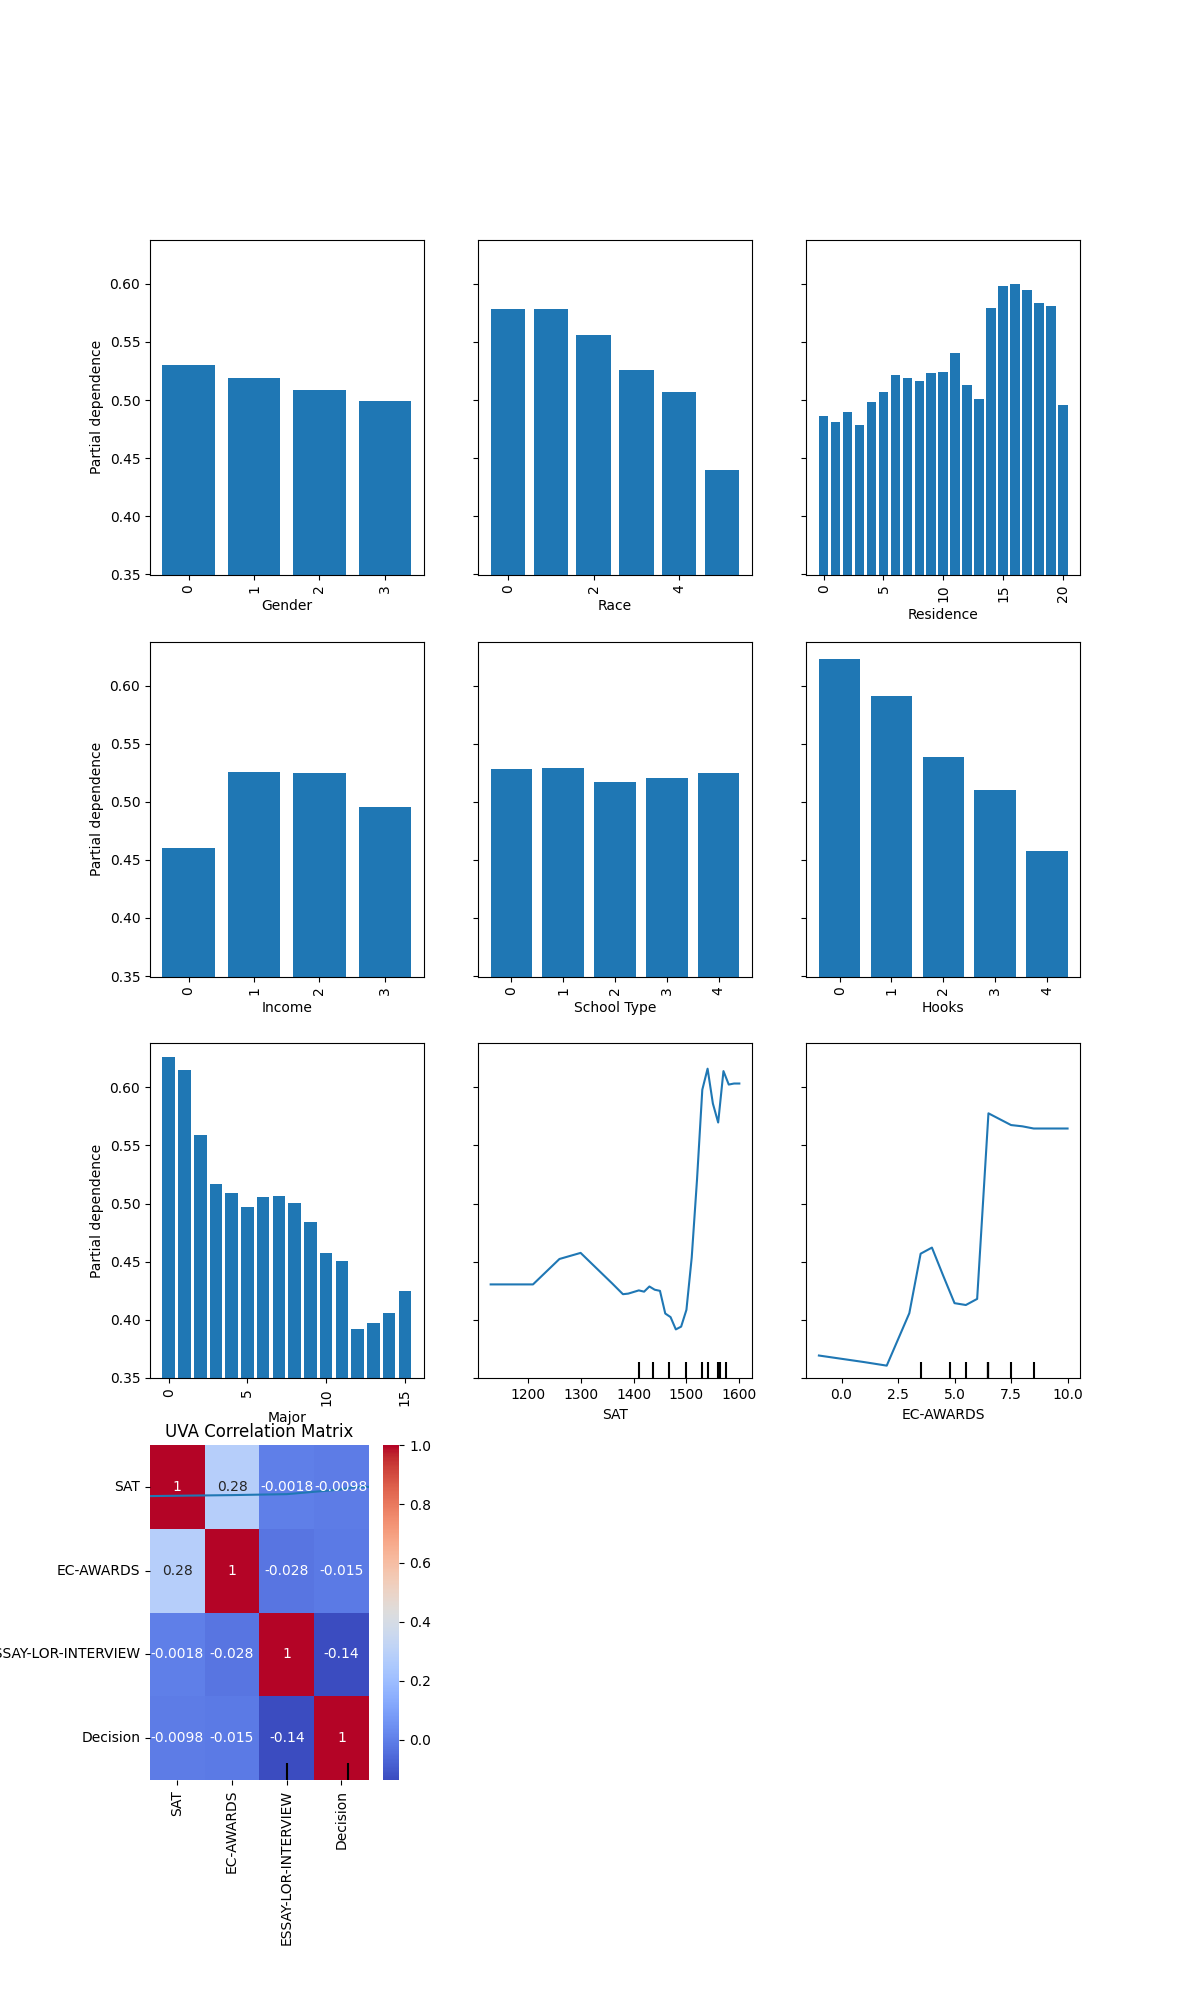 0.60
0.55
0.50
0.45
0.40
0.35
Partial dependence
0 1 2 3
Gender
0 2 4
Race
0 5 10 15 20
Residence
0.60
0.55
0.50
0.45
0.40
0.35
Partial dependence
0 1 2 3
Income
0 1 2 3 4
School Type
0 1 2 3 4
Hooks
0.60
0.55
0.50
0.45
0.40
0.35
Partial dependence
0 5 10 15
Major
1200 1300 1400 1500 1600
SAT
0.0 2.5 5.0 7.5 10.0
EC-AWARDS
UVA Correlation Matrix
SAT 1 0.28 -0.0018 -0.0098
EC-AWARDS 0.28 1 -0.028 -0.015
SSAY-LOR-INTERVIEW -0.0018 -0.028 1 -0.14
Decision -0.0098 -0.015 -0.14 1
SAT EC-AWARDS ESSAY-LOR-INTERVIEW Decision
1.0
0.8
0.6
0.4
0.2
0.0